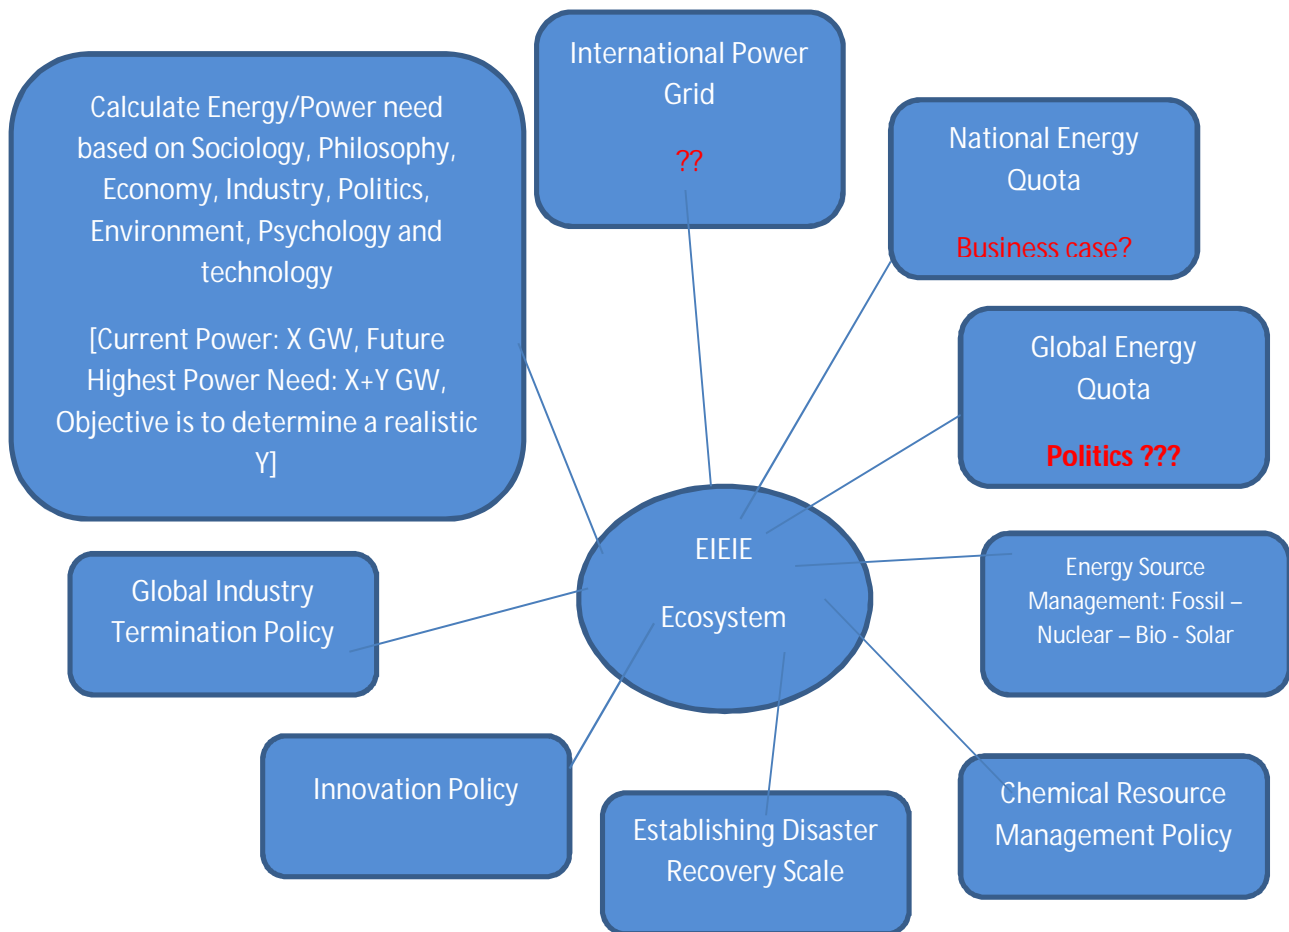 International Power
Grid
??
Calculate Energy/Power need
based on Sociology, Philosophy,
Economy, Industry, Politics,
Environment, Psychology and
technology
[Current Power: X GW, Future
Highest Power Need: X+Y GW,
Objective is to determine a realistic
Y]
National Energy
Quota
Business case?
Global Energy
Quota
Politics ???
EIEIE
Ecosystem
Energy Source
Management: Fossil –
Nuclear – Bio - Solar
Global Industry
Termination Policy
Innovation Policy
Establishing Disaster
Recovery Scale
Chemical Resource
Management Policy